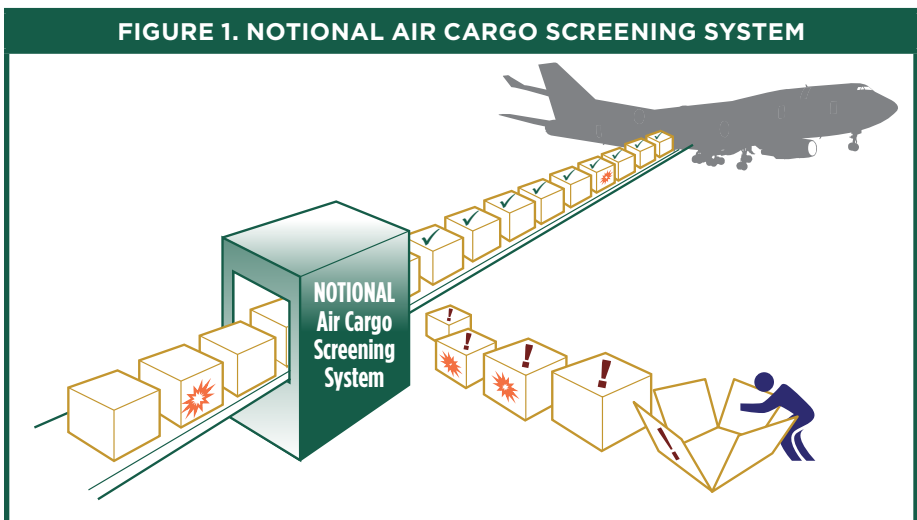 FIGURE 1. NOTIONAL AIR CARGO SCREENING SYSTEM
NOTIONAL
Air Cargo
Screening
System
!
!
!
!
!